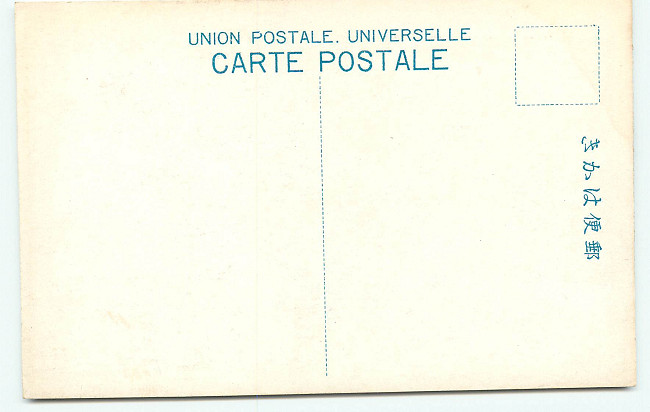 UNION POSTALE. UNIVERSELLE
CARTE POSTALE
郵便はかき